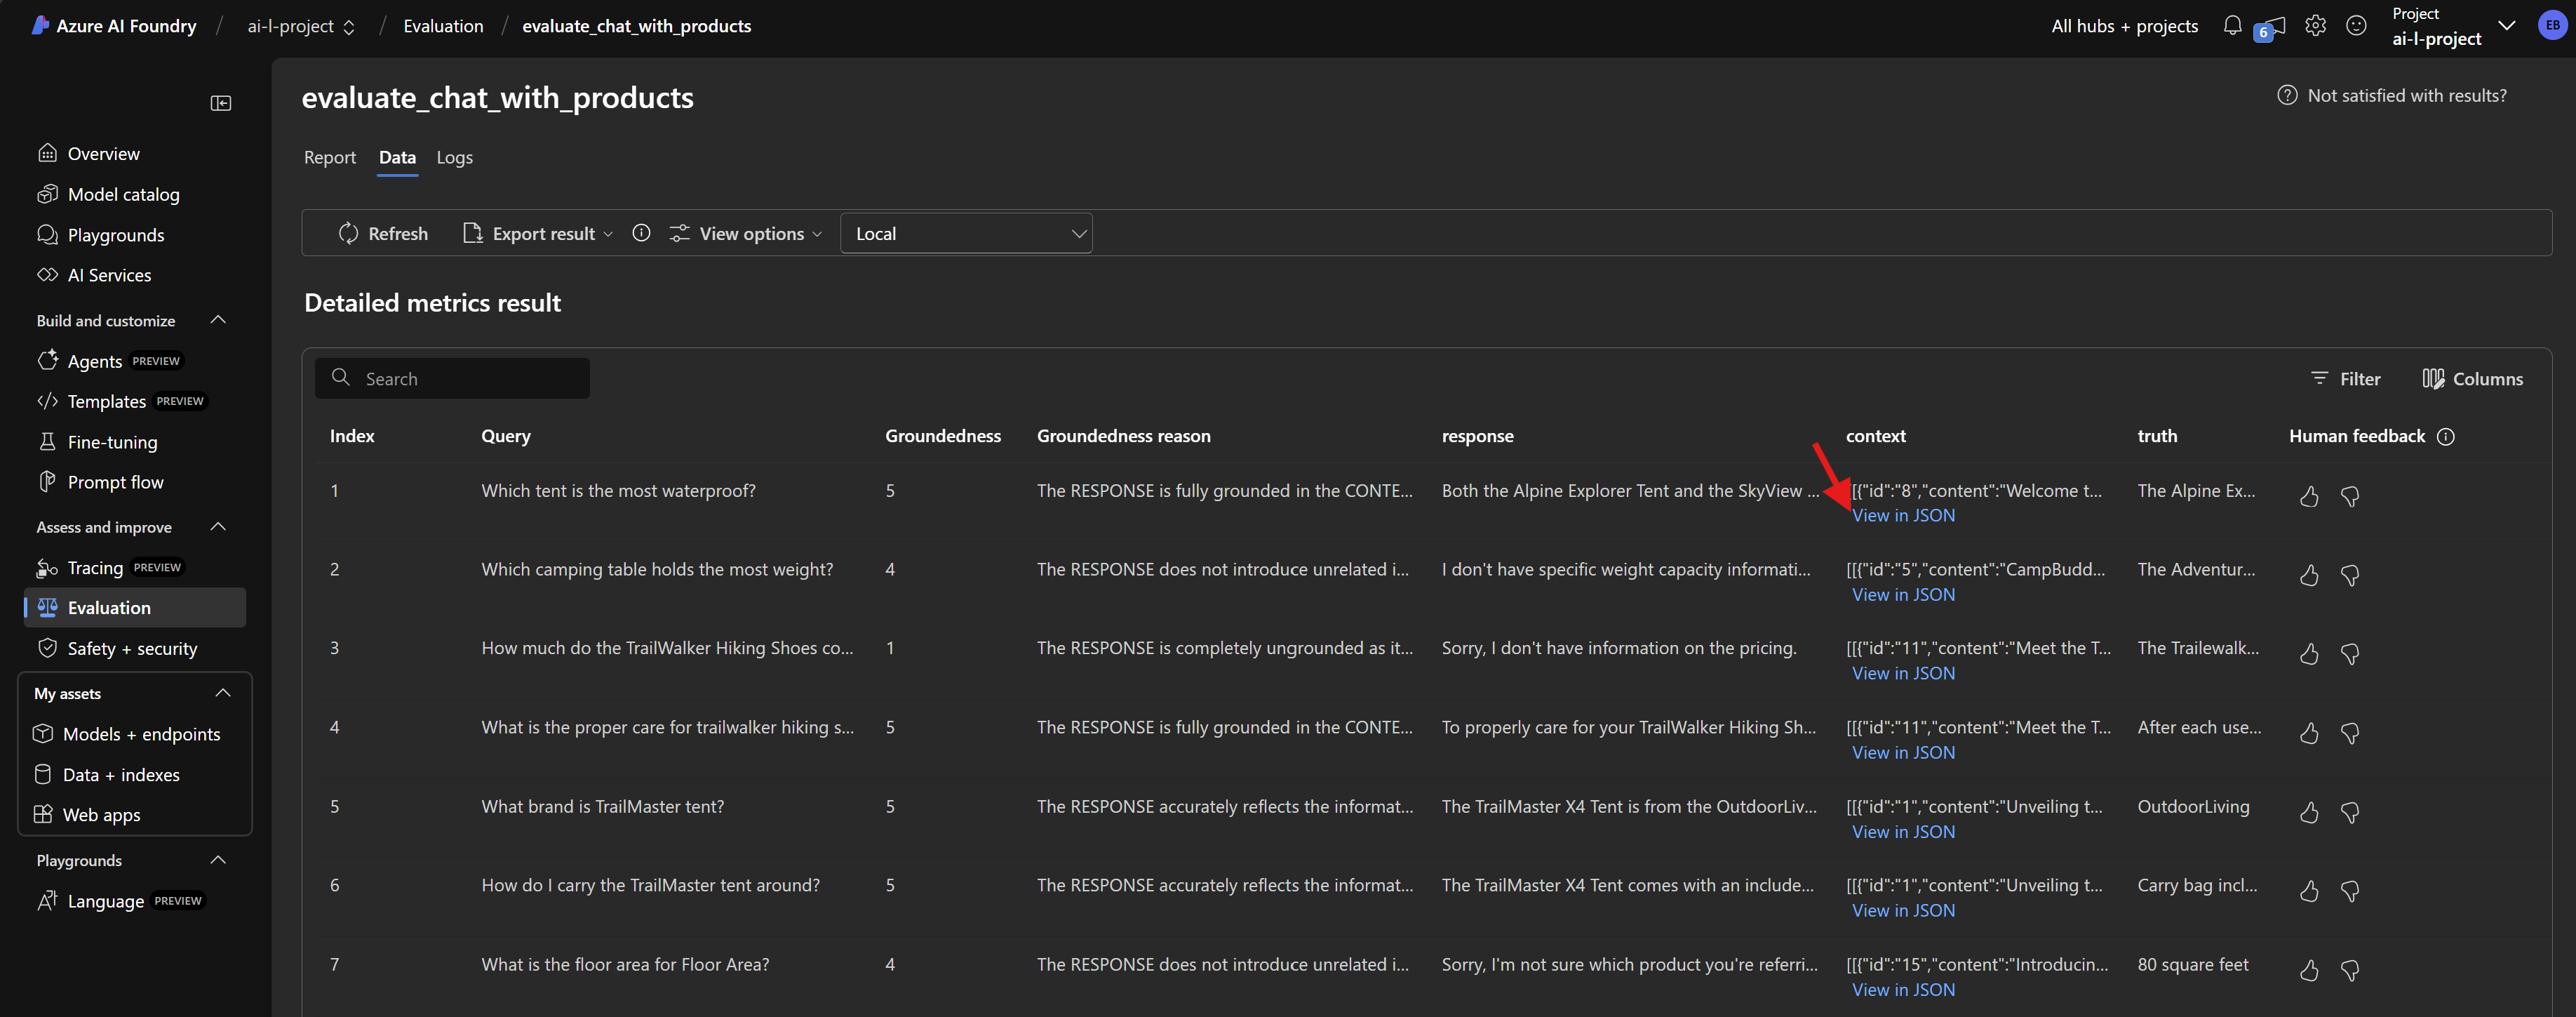 Azure AI Foundry / ai-l-project / Evaluation / evaluate_chat_with_products
All hubs + projects 6 Project
ai-l-project
EB
evaluate_chat_with_products
Not satisfied with results?
Overview
Model catalog
Playgrounds
AI Services
Build and customize
Agents PREVIEW
Templates PREVIEW
Fine-tuning
Prompt flow
Assess and improve
Tracing PREVIEW
Evaluation
Safety + security
My assets
Models + endpoints
Data + indexes
Web apps
Playgrounds
Language PREVIEW
Report Data Logs
Refresh Export result View options Local
Detailed metrics result
Search Filter Columns
Index Query Groundedness Groundedness reason response context truth Human feedback
1 Which tent is the most waterproof? 5 The RESPONSE is fully grounded in the CONTE... Both the Alpine Explorer Tent and the SkyView ... [[{"id":"8","content":"Welcome t... The Alpine Ex...
View in JSON
2 Which camping table holds the most weight? 4 The RESPONSE does not introduce unrelated i... I don't have specific weight capacity informati... [[{"id":"5","content":"CampBudd... The Adventur...
View in JSON
3 How much do the TrailWalker Hiking Shoes co... 1 The RESPONSE is completely ungrounded as it... Sorry, I don't have information on the pricing. [[{"id":"11","content":"Meet the T... The Trailewalk...
View in JSON
4 What is the proper care for trailwalker hiking s... 5 The RESPONSE is fully grounded in the CONTE... To properly care for your TrailWalker Hiking Sh... [[{"id":"11","content":"Meet the T... After each use...
View in JSON
5 What brand is TrailMaster tent? 5 The RESPONSE accurately reflects the informat... The TrailMaster X4 Tent is from the OutdoorLiv... [[{"id":"1","content":"Unveiling t... OutdoorLiving
View in JSON
6 How do I carry the TrailMaster tent around? 5 The RESPONSE accurately reflects the informat... The TrailMaster X4 Tent comes with an include... [[{"id":"1","content":"Unveiling t... Carry bag incl...
View in JSON
7 What is the floor area for Floor Area? 4 The RESPONSE does not introduce unrelated i... Sorry, I'm not sure which product you're referri... [[{"id":"15","content":"Introducin... 80 square feet
View in JSON